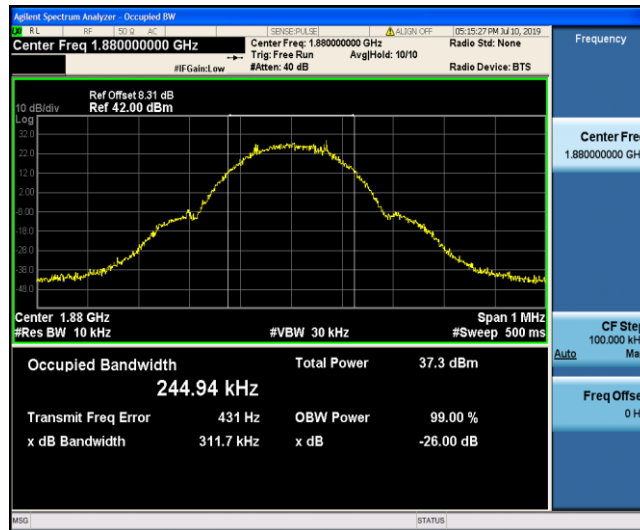 Agilent Spectrum Analyzer - Occupied BW
RL RF 50 Ω AC SENSE:PULSE ALIGN OFF 05:15:27 PM Jul 10, 2019
Center Freq 1.880000000 GHz
Center Freq: 1.880000000 GHz
Radio Std: None
Trig: Free Run Avg|Hold: 10/10
#IFGain:Low #Atten: 40 dB Radio Device: BTS
Ref Offset 8.31 dB
10 dB/div Ref 42.00 dBm
Log
32.0
22.0
12.0
2.00
-8.00
-18.0
-28.0
-38.0
-48.0
Center 1.88 GHz Span 1 MHz
#Res BW 10 kHz #VBW 30 kHz #Sweep 500 ms
Occupied Bandwidth Total Power 37.3 dBm
244.94 kHz
Transmit Freq Error 431 Hz OBW Power 99.00 %
x dB Bandwidth 311.7 kHz x dB -26.00 dB
MSG STATUS
Frequency
Center Fre
1.880000000 GH
CF Step
100.000 kH
Auto Ma
Freq Offse
0 H